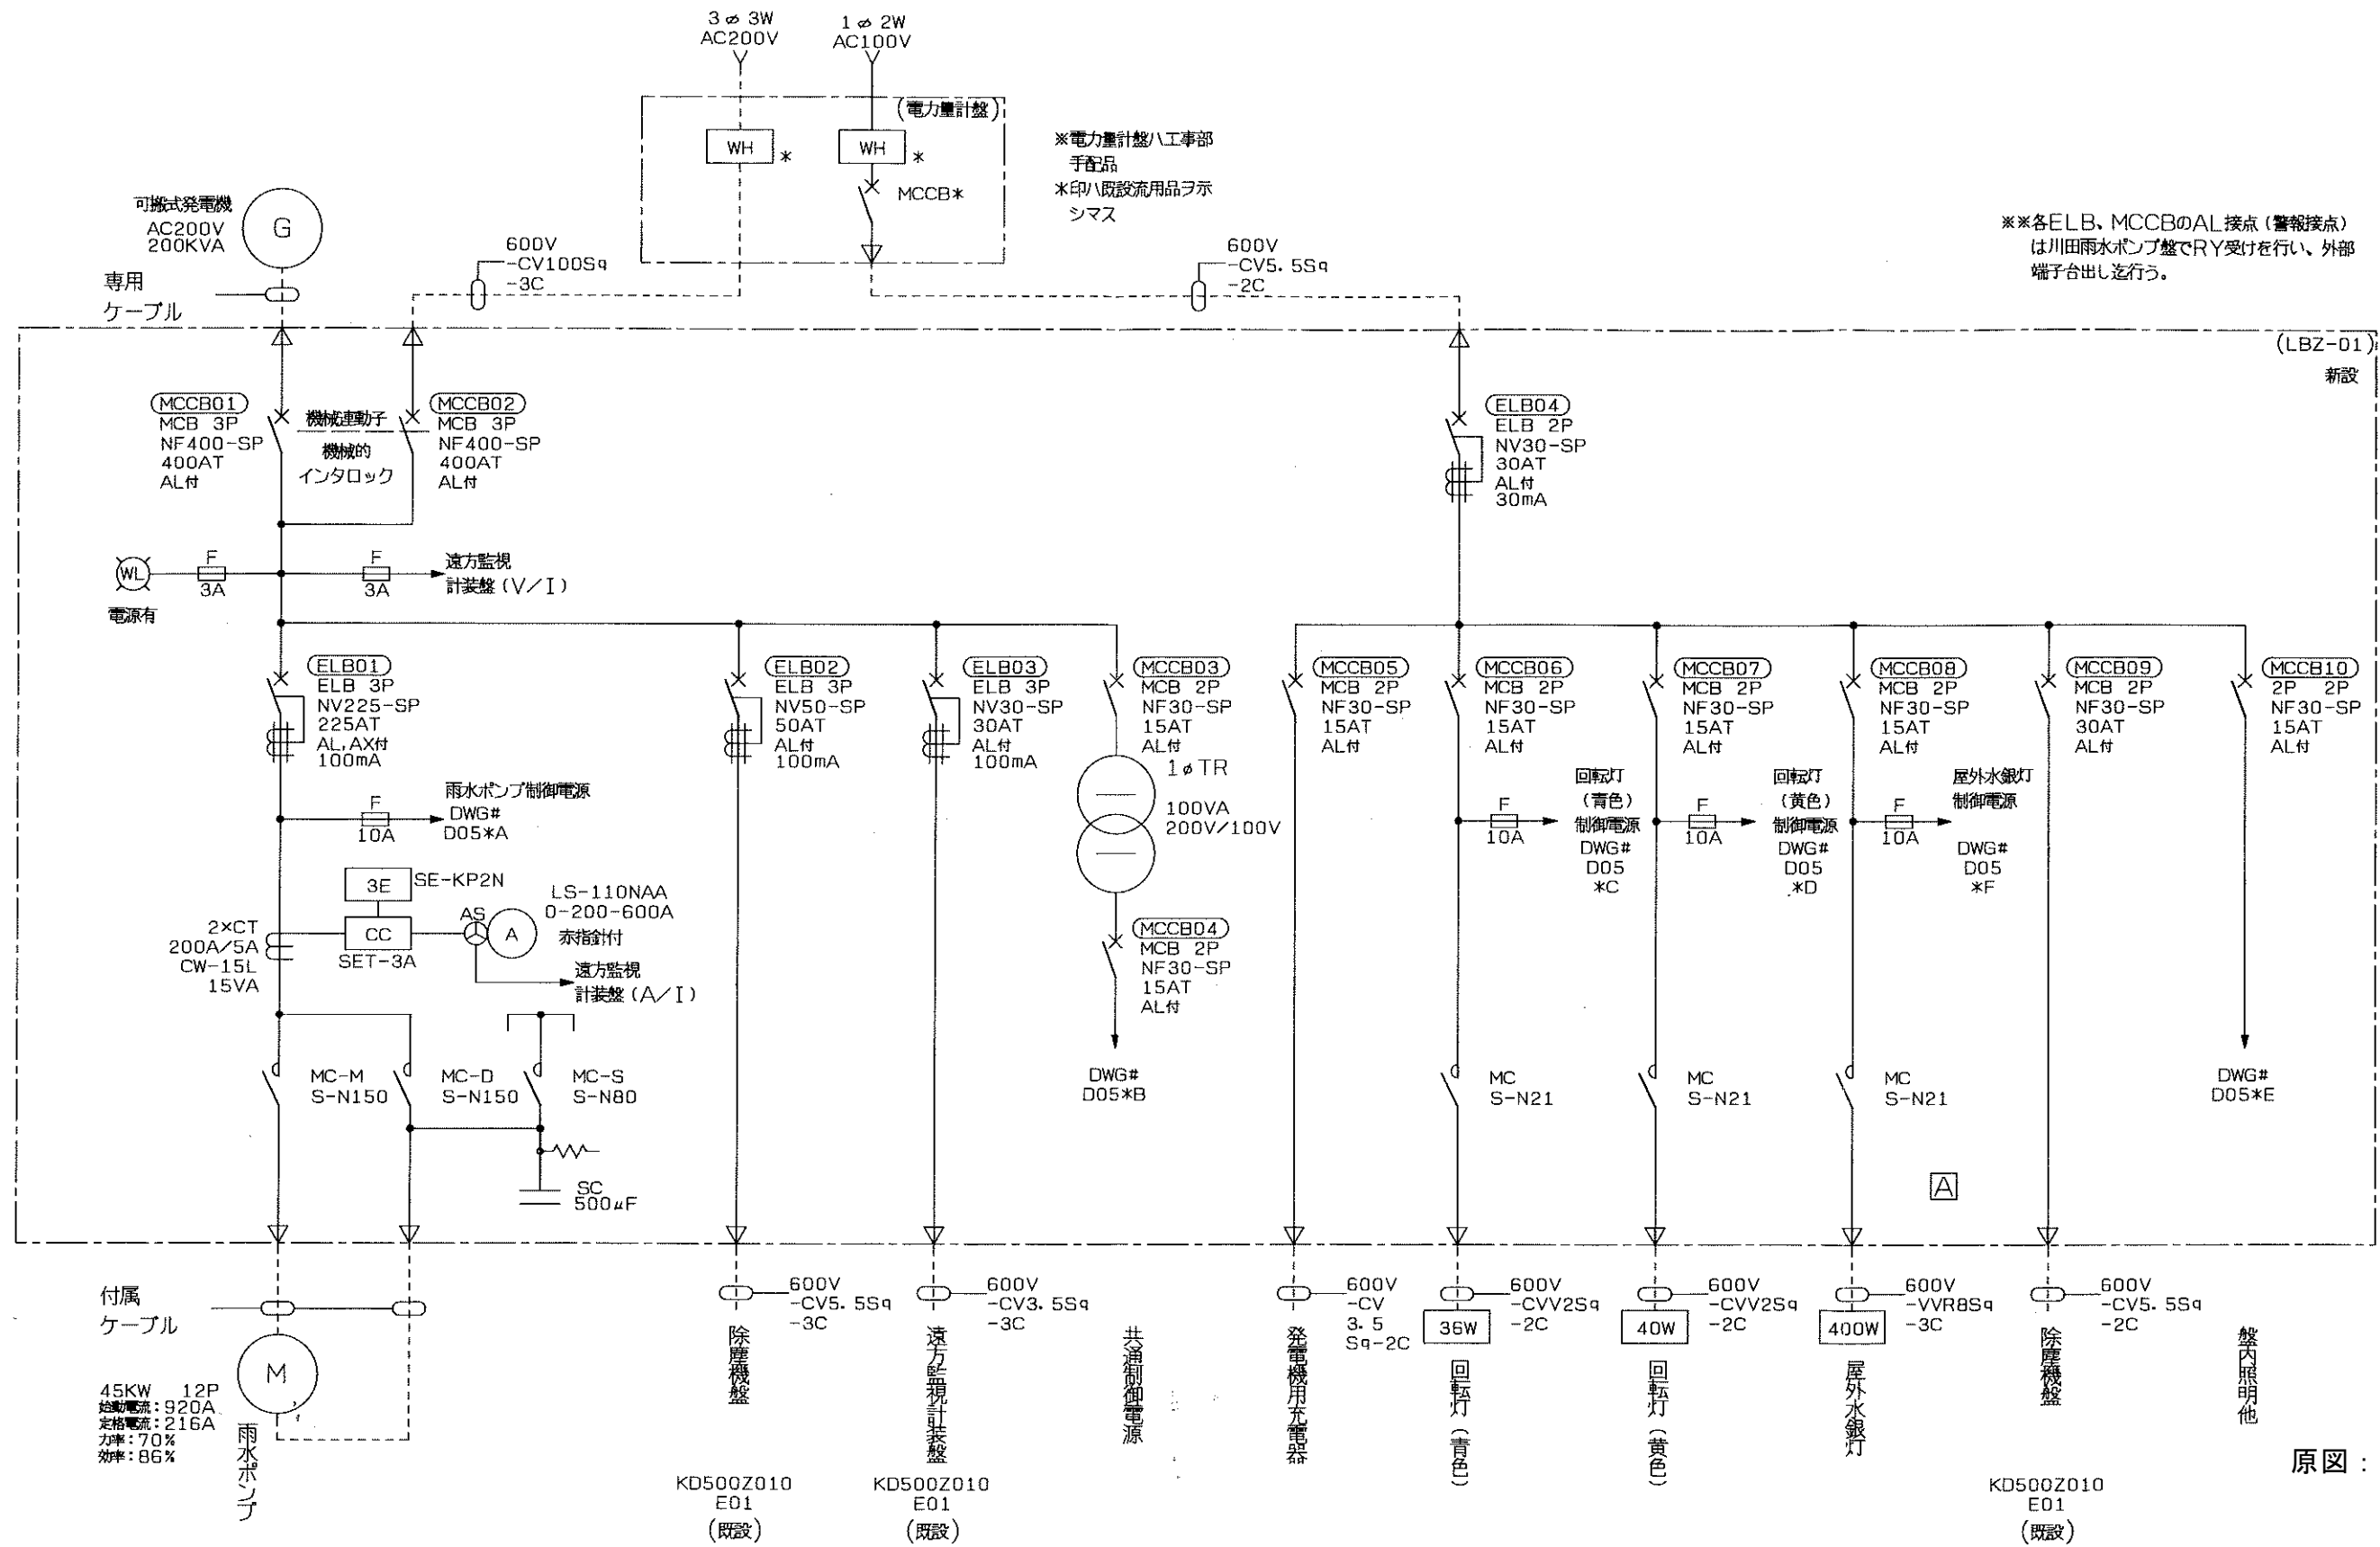 3φ 3W
AC200V
1φ 2W
AC100V
(電力量計盤)
WH
*
WH
*
MCCB*
※電力量計盤ハ工事部
手配品
*印ハ既設流用品ヲ示
シマス
可搬式発電機
AC200V
200KVA
G
専用
ケーブル
600V
-CV100Sq
-3C
600V
-CV5.5Sq
-2C
※※各ELB、MCCBのAL接点(警報接点)
は川田雨水ポンプ盤でRY受けを行い、外部
端子台出し迄行う。
(LBZ-01)
新設
MCCB01
MCB 3P
NF400-SP
400AT
AL付
機械連動子
機械的
インタロック
MCCB02
MCB 3P
NF400-SP
400AT
AL付
ELB04
ELB 2P
NV30-SP
30AT
AL付
30mA
WL
電源有
F
3A
F
3A
遠方監視
計装盤(V/I)
ELB01
ELB 3P
NV225-SP
225AT
AL,AX付
100mA
ELB02
ELB 3P
NV50-SP
50AT
AL付
100mA
ELB03
ELB 3P
NV30-SP
30AT
AL付
100mA
MCCB03
MCB 2P
NF30-SP
15AT
AL付
1φTR
100VA
200V/100V
MCCB05
MCB 2P
NF30-SP
15AT
AL付
MCCB06
MCB 2P
NF30-SP
15AT
AL付
MCCB07
MCB 2P
NF30-SP
15AT
AL付
MCCB08
MCB 2P
NF30-SP
15AT
AL付
MCCB09
MCB 2P
NF30-SP
30AT
AL付
MCCB10
2P 2P
NF30-SP
15AT
AL付
F
10A
雨水ポンプ制御電源
DWG#
D05*A
F
10A
回転灯
(青色)
制御電源
DWG#
D05
*C
F
10A
回転灯
(黄色)
制御電源
DWG#
D05
*D
F
10A
屋外水銀灯
制御電源
DWG#
D05
*F
3E
SE-KP2N
2×CT
200A/5A
CW-15L
15VA
CC
SET-3A
AS
A
LS-110NAA
0-200-600A
赤指針付
遠方監視
計装盤(A/I)
MCCB04
MCB 2P
NF30-SP
15AT
AL付
DWG#
D05*B
MC-M
S-N150
MC-D
S-N150
MC-S
S-N80
MC
S-N21
MC
S-N21
MC
S-N21
DWG#
D05*E
SC
500μF
A
付属
ケーブル
M
45KW 12P
始動電流:920A
定格電流:216A
力率:70%
効率:86%
雨水ポンプ
600V
-CV5.5Sq
-3C
除塵機盤
KD500Z010
E01
(既設)
600V
-CV3.5Sq
-3C
遠方監視計装盤
KD500Z010
E01
(既設)
共通制御電源
600V
-CV
3.5
Sq-2C
発電機用充電器
600V
-CVV2Sq
-2C
36W
回転灯(青色)
600V
-CVV2Sq
-2C
40W
回転灯(黄色)
600V
-VVR8Sq
-3C
400W
屋外水銀灯
600V
-CV5.5Sq
-2C
除塵機盤
KD500Z010
E01
(既設)
盤内照明他
原図: